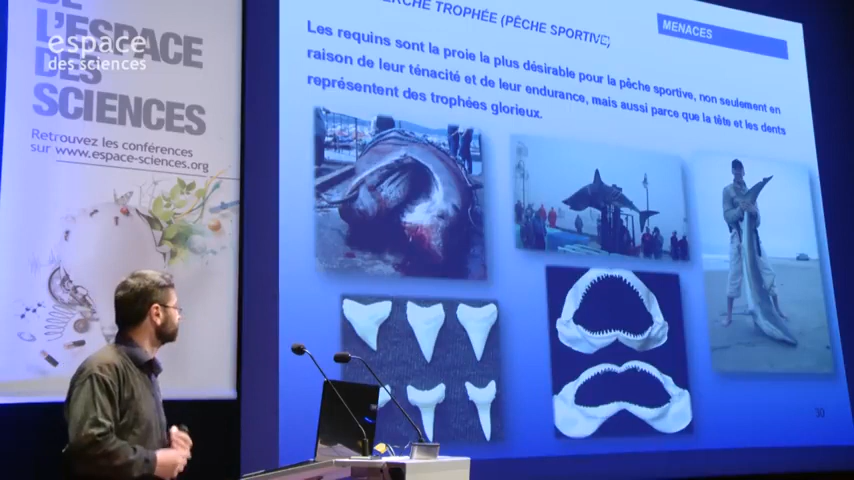 DE
L'ESPACE
DES
SCIENCES
espace
des sciences
Retrouvez les conférences
sur www.espace-sciences.org
TROPHÉE (PÊCHE SPORTIVE)
MENACES
Les requins sont la proie la plus désirable pour la pêche sportive, non seulement en
raison de leur ténacité et de leur endurance, mais aussi parce que la tête et les dents
représentent des trophées glorieux.
30